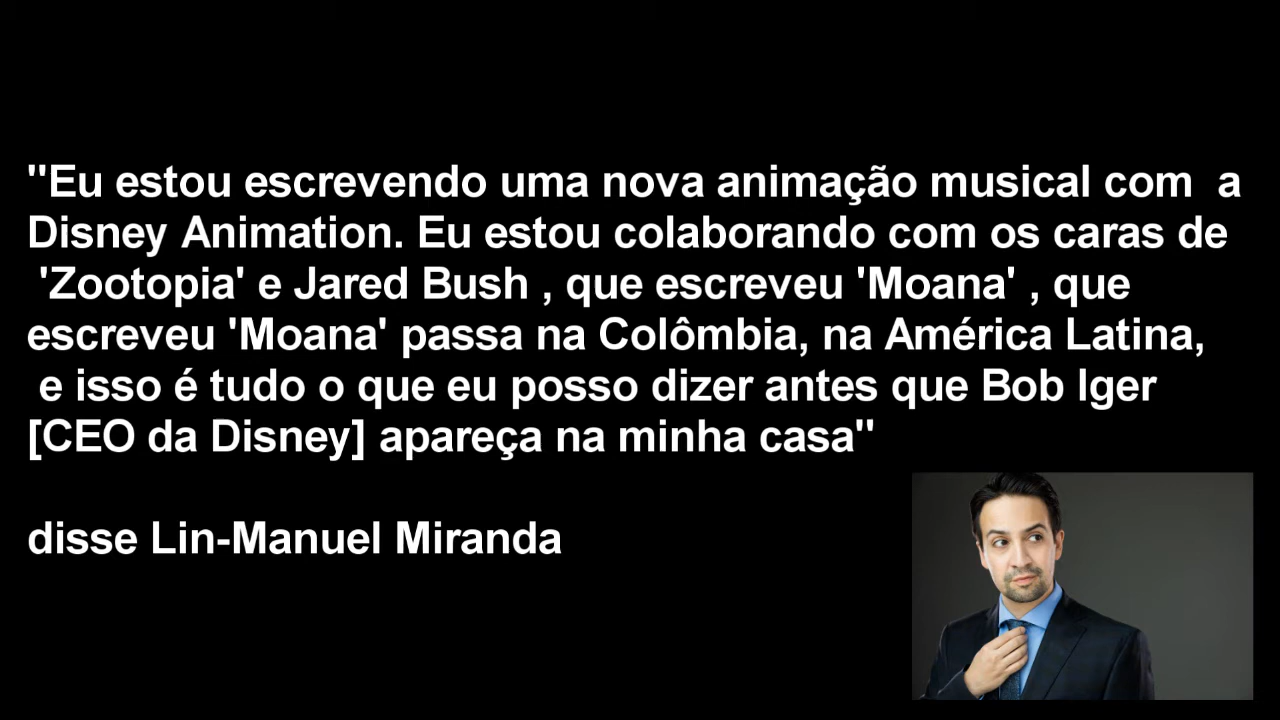 "Eu estou escrevendo uma nova animação musical com  a
Disney Animation. Eu estou colaborando com os caras de
'Zootopia' e Jared Bush , que escreveu 'Moana' , que
escreveu 'Moana' passa na Colômbia, na América Latina,
e isso é tudo o que eu posso dizer antes que Bob Iger
[CEO da Disney] apareça na minha casa"
disse Lin-Manuel Miranda